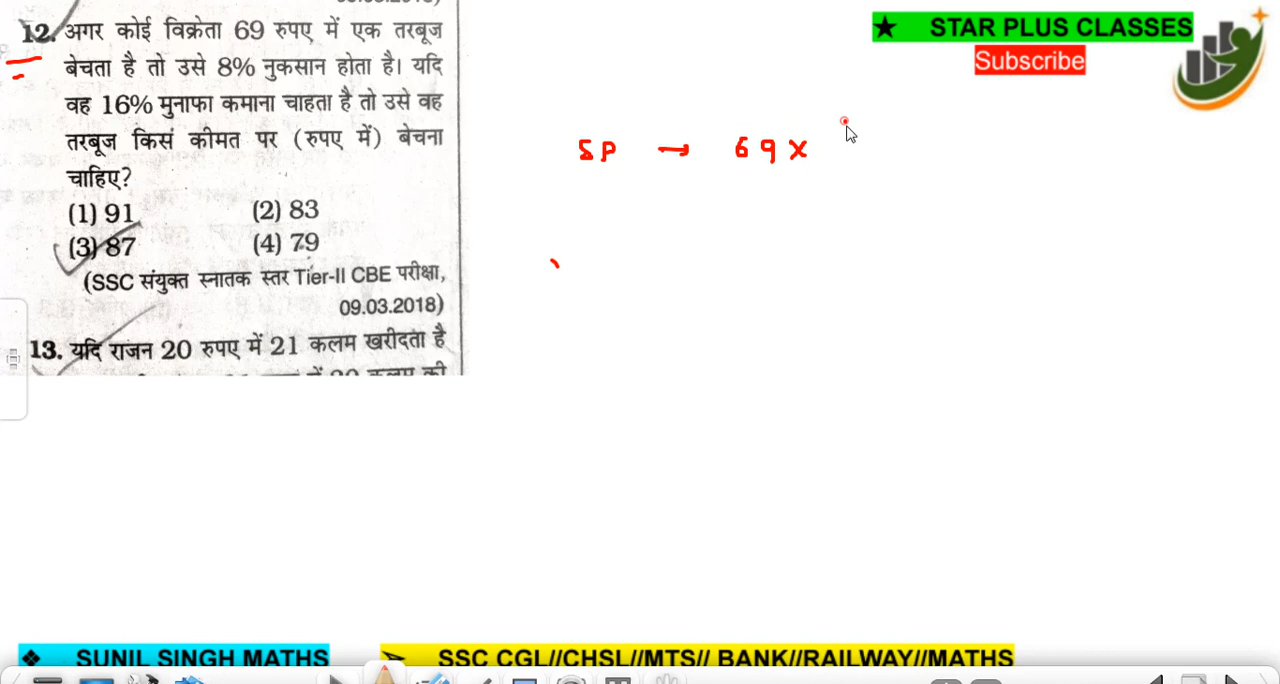 12. अगर कोई विक्रेता 69 रुपए में एक तरबूज
बेचता है तो उसे 8% नुकसान होता है। यदि
वह 16% मुनाफा कमाना चाहता है तो उसे वह
तरबूज किस कीमत पर (रुपए में) बेचना
चाहिए?
(1) 91 (2) 83
(3) 87 (4) 79
(SSC संयुक्त स्नातक स्तर Tier-II CBE परीक्षा,
09.03.2018)
13. यदि राजन 20 रुपए में 21 कलम खरीदता है
SP → 69 X
★ STAR PLUS CLASSES
Subscribe
❖ SUNIL SINGH MATHS
➢ SSC CGL//CHSL//MTS// BANK//RAILWAY//MATHS